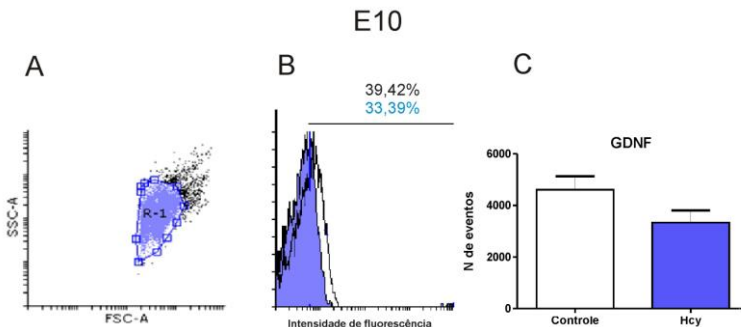 E10
A
B
C
39,42%
33,39%
GDNF
SSC-A
R-1
FSC-A
Intensidade de fluorescência
N de eventos
6000
4000
2000
0
Controle
Hcy